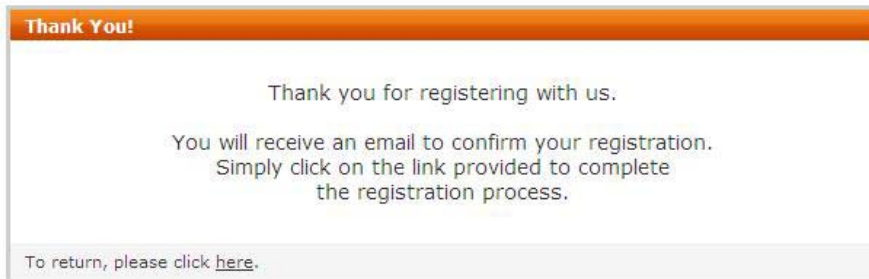 Thank You!
Thank you for registering with us.
You will receive an email to confirm your registration.
Simply click on the link provided to complete
the registration process.
To return, please click here.